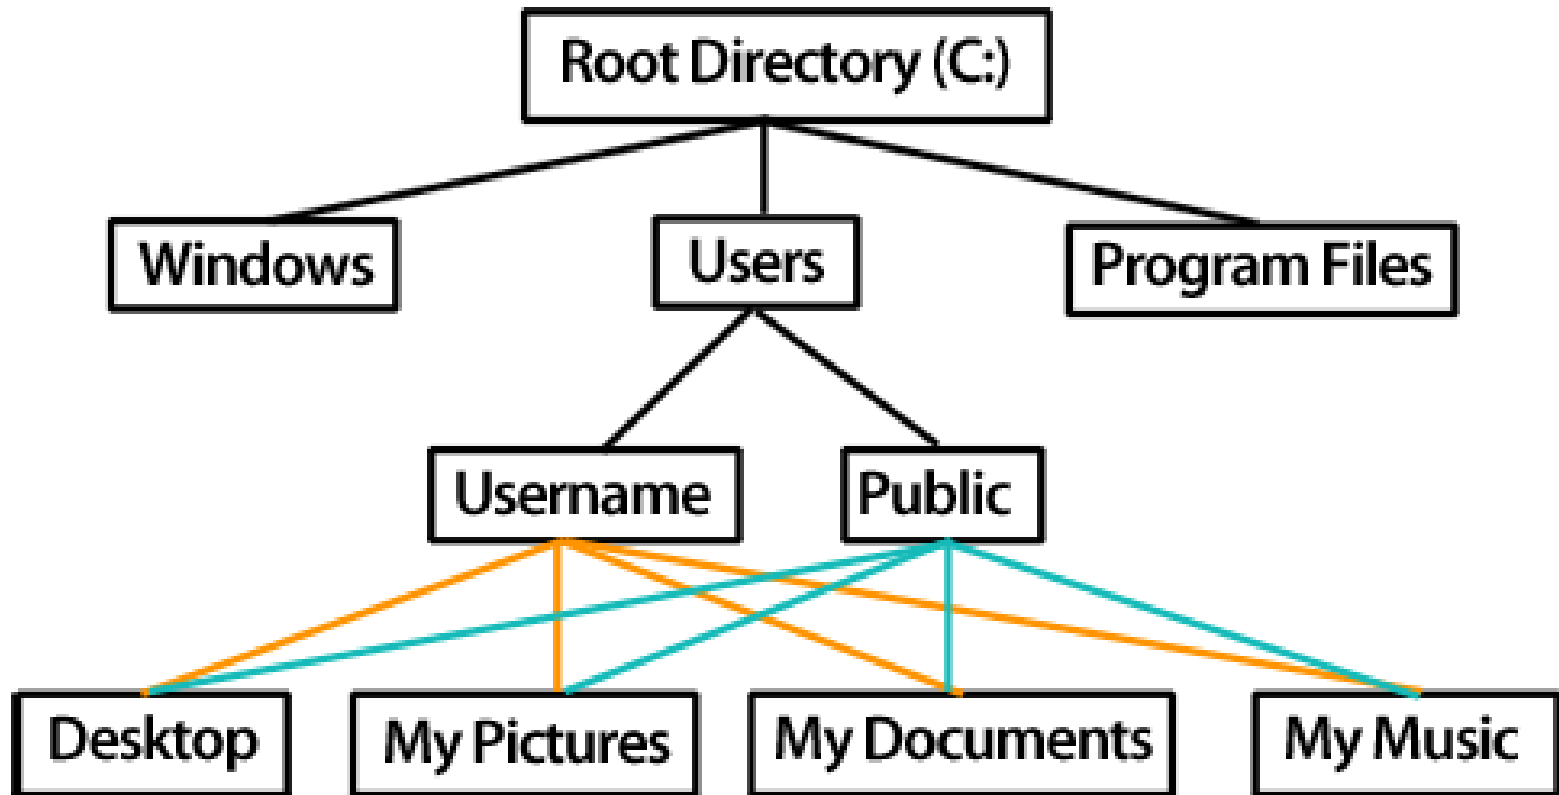 Root Directory (C:)
Windows
Users
Program Files
Username
Public
Desktop
My Pictures
My Documents
My Music